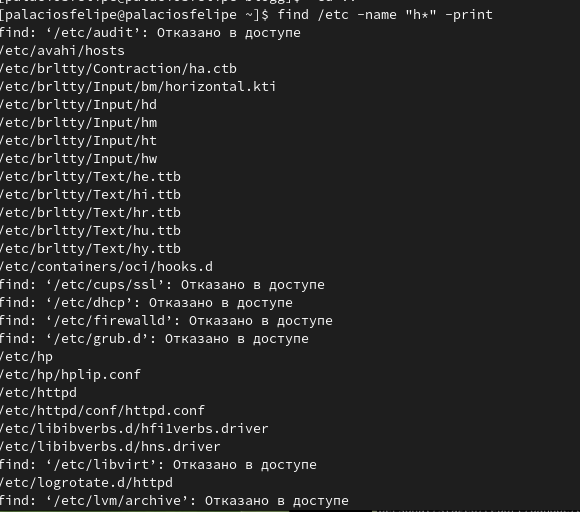 [palaciosfelipe@palaciosfelipe ~]$ find /etc -name "h*" -print
find: ‘/etc/audit’: Отказано в доступе
/etc/avahi/hosts
/etc/brltty/Contraction/ha.ctb
/etc/brltty/Input/bm/horizontal.kti
/etc/brltty/Input/hd
/etc/brltty/Input/hm
/etc/brltty/Input/ht
/etc/brltty/Input/hw
/etc/brltty/Text/he.ttb
/etc/brltty/Text/hi.ttb
/etc/brltty/Text/hr.ttb
/etc/brltty/Text/hu.ttb
/etc/brltty/Text/hy.ttb
/etc/containers/oci/hooks.d
find: ‘/etc/cups/ssl’: Отказано в доступе
find: ‘/etc/dhcp’: Отказано в доступе
find: ‘/etc/firewalld’: Отказано в доступе
find: ‘/etc/grub.d’: Отказано в доступе
/etc/hp
/etc/hp/hplip.conf
/etc/httpd
/etc/httpd/conf/httpd.conf
/etc/libibverbs.d/hfi1verbs.driver
/etc/libibverbs.d/hns.driver
find: ‘/etc/libvirt’: Отказано в доступе
/etc/logrotate.d/httpd
find: ‘/etc/lvm/archive’: Отказано в доступе